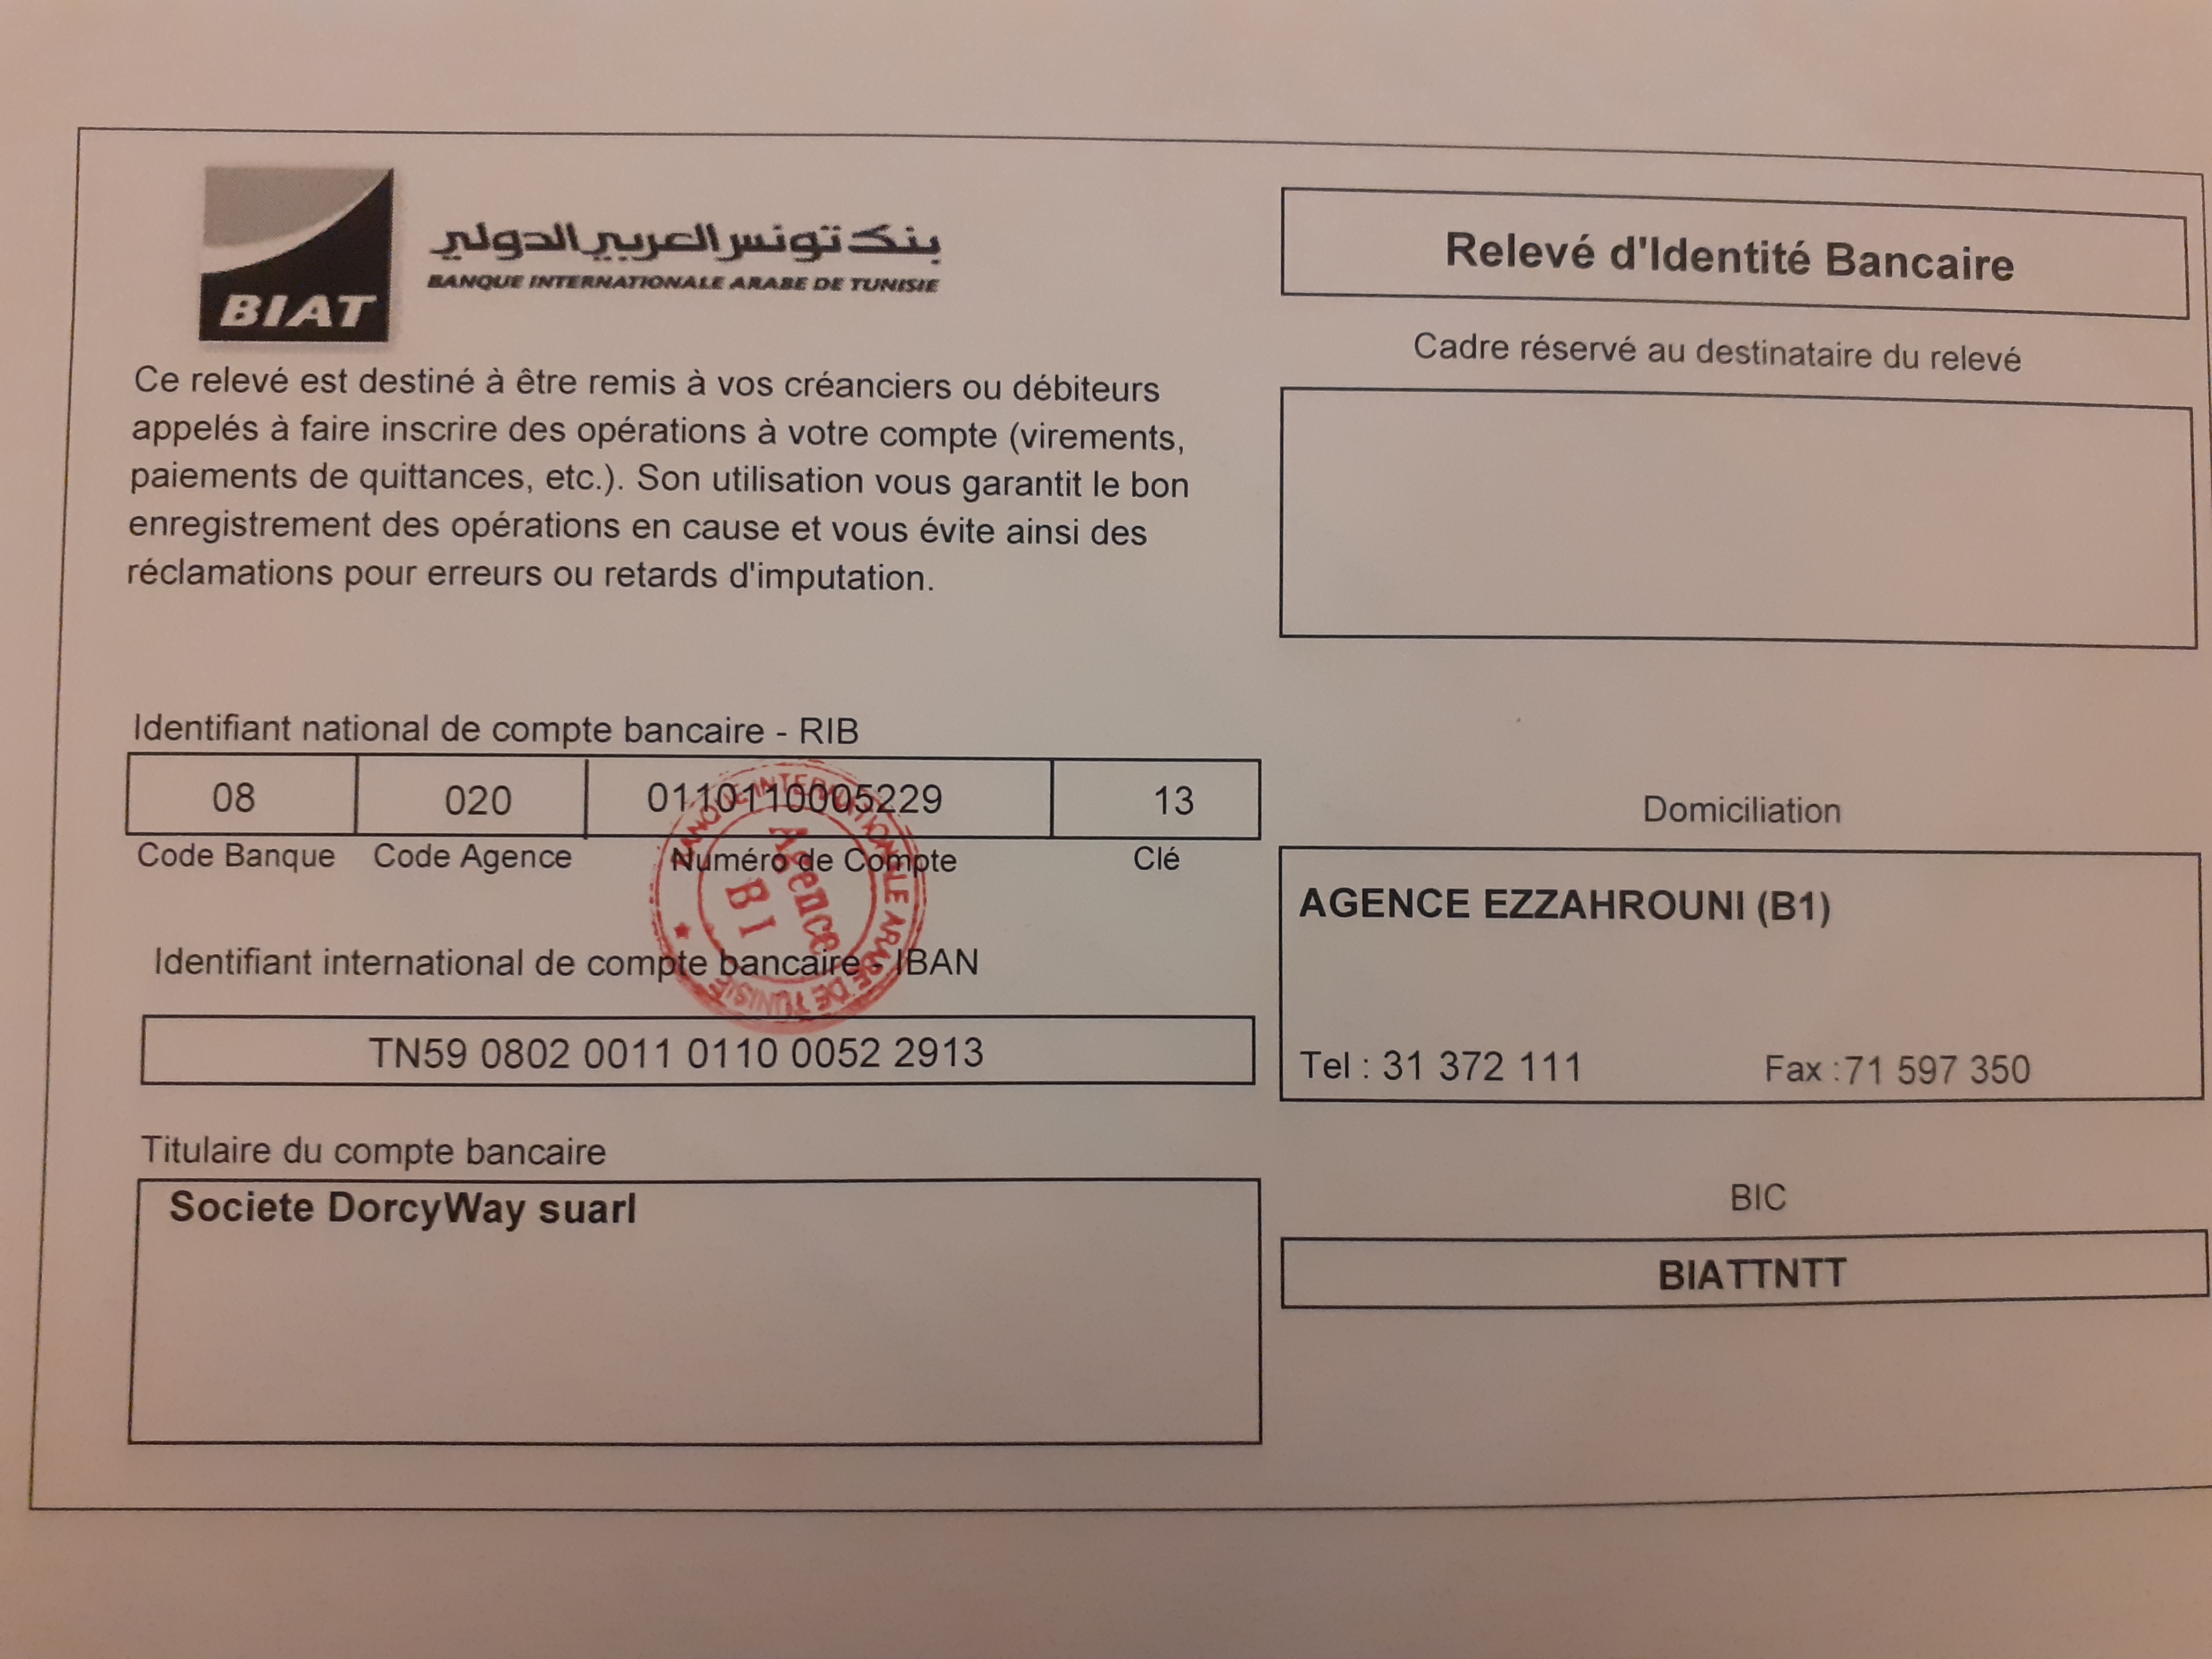 بنك تونس العربي الدولي
BANQUE INTERNATIONALE ARABE DE TUNISIE
BIAT
Ce relevé est destiné à être remis à vos créanciers ou débiteurs
appelés à faire inscrire des opérations à votre compte (virements,
paiements de quittances, etc.). Son utilisation vous garantit le bon
enregistrement des opérations en cause et vous évite ainsi des
réclamations pour erreurs ou retards d'imputation.
Relevé d'Identité Bancaire
Cadre réservé au destinataire du relevé
Identifiant national de compte bancaire - RIB
08 020 0110110005229 13
Code Banque Code Agence Numéro de Compte Clé
BANQUE INTERNATIONALE ARABE DE TUNISIE
Agence
B I
Identifiant international de compte bancaire - IBAN
TN59 0802 0011 0110 0052 2913
Titulaire du compte bancaire
Societe DorcyWay suarl
Domiciliation
AGENCE EZZAHROUNI (B1)
Tel : 31 372 111 Fax :71 597 350
BIC
BIATTNTT